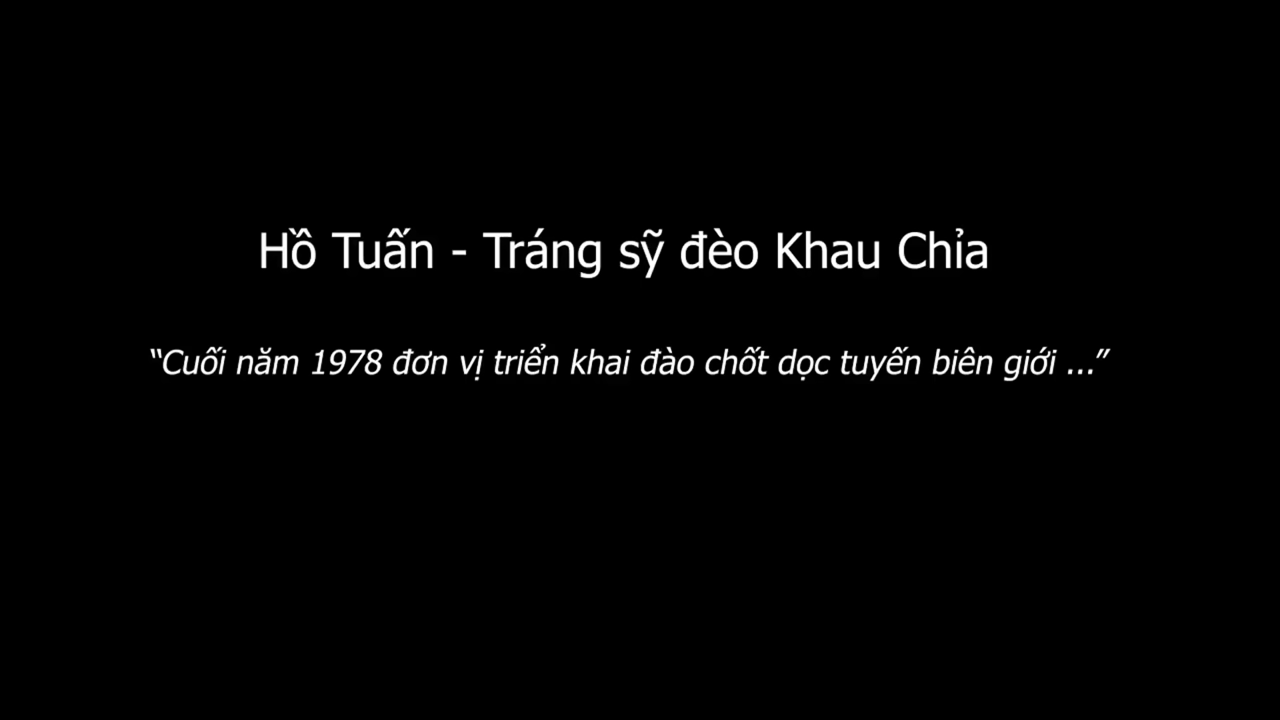 Hồ Tuấn - Tráng sỹ đèo Khau Chỉa
“Cuối năm 1978 đơn vị triển khai đào chốt dọc tuyến biên giới ...”